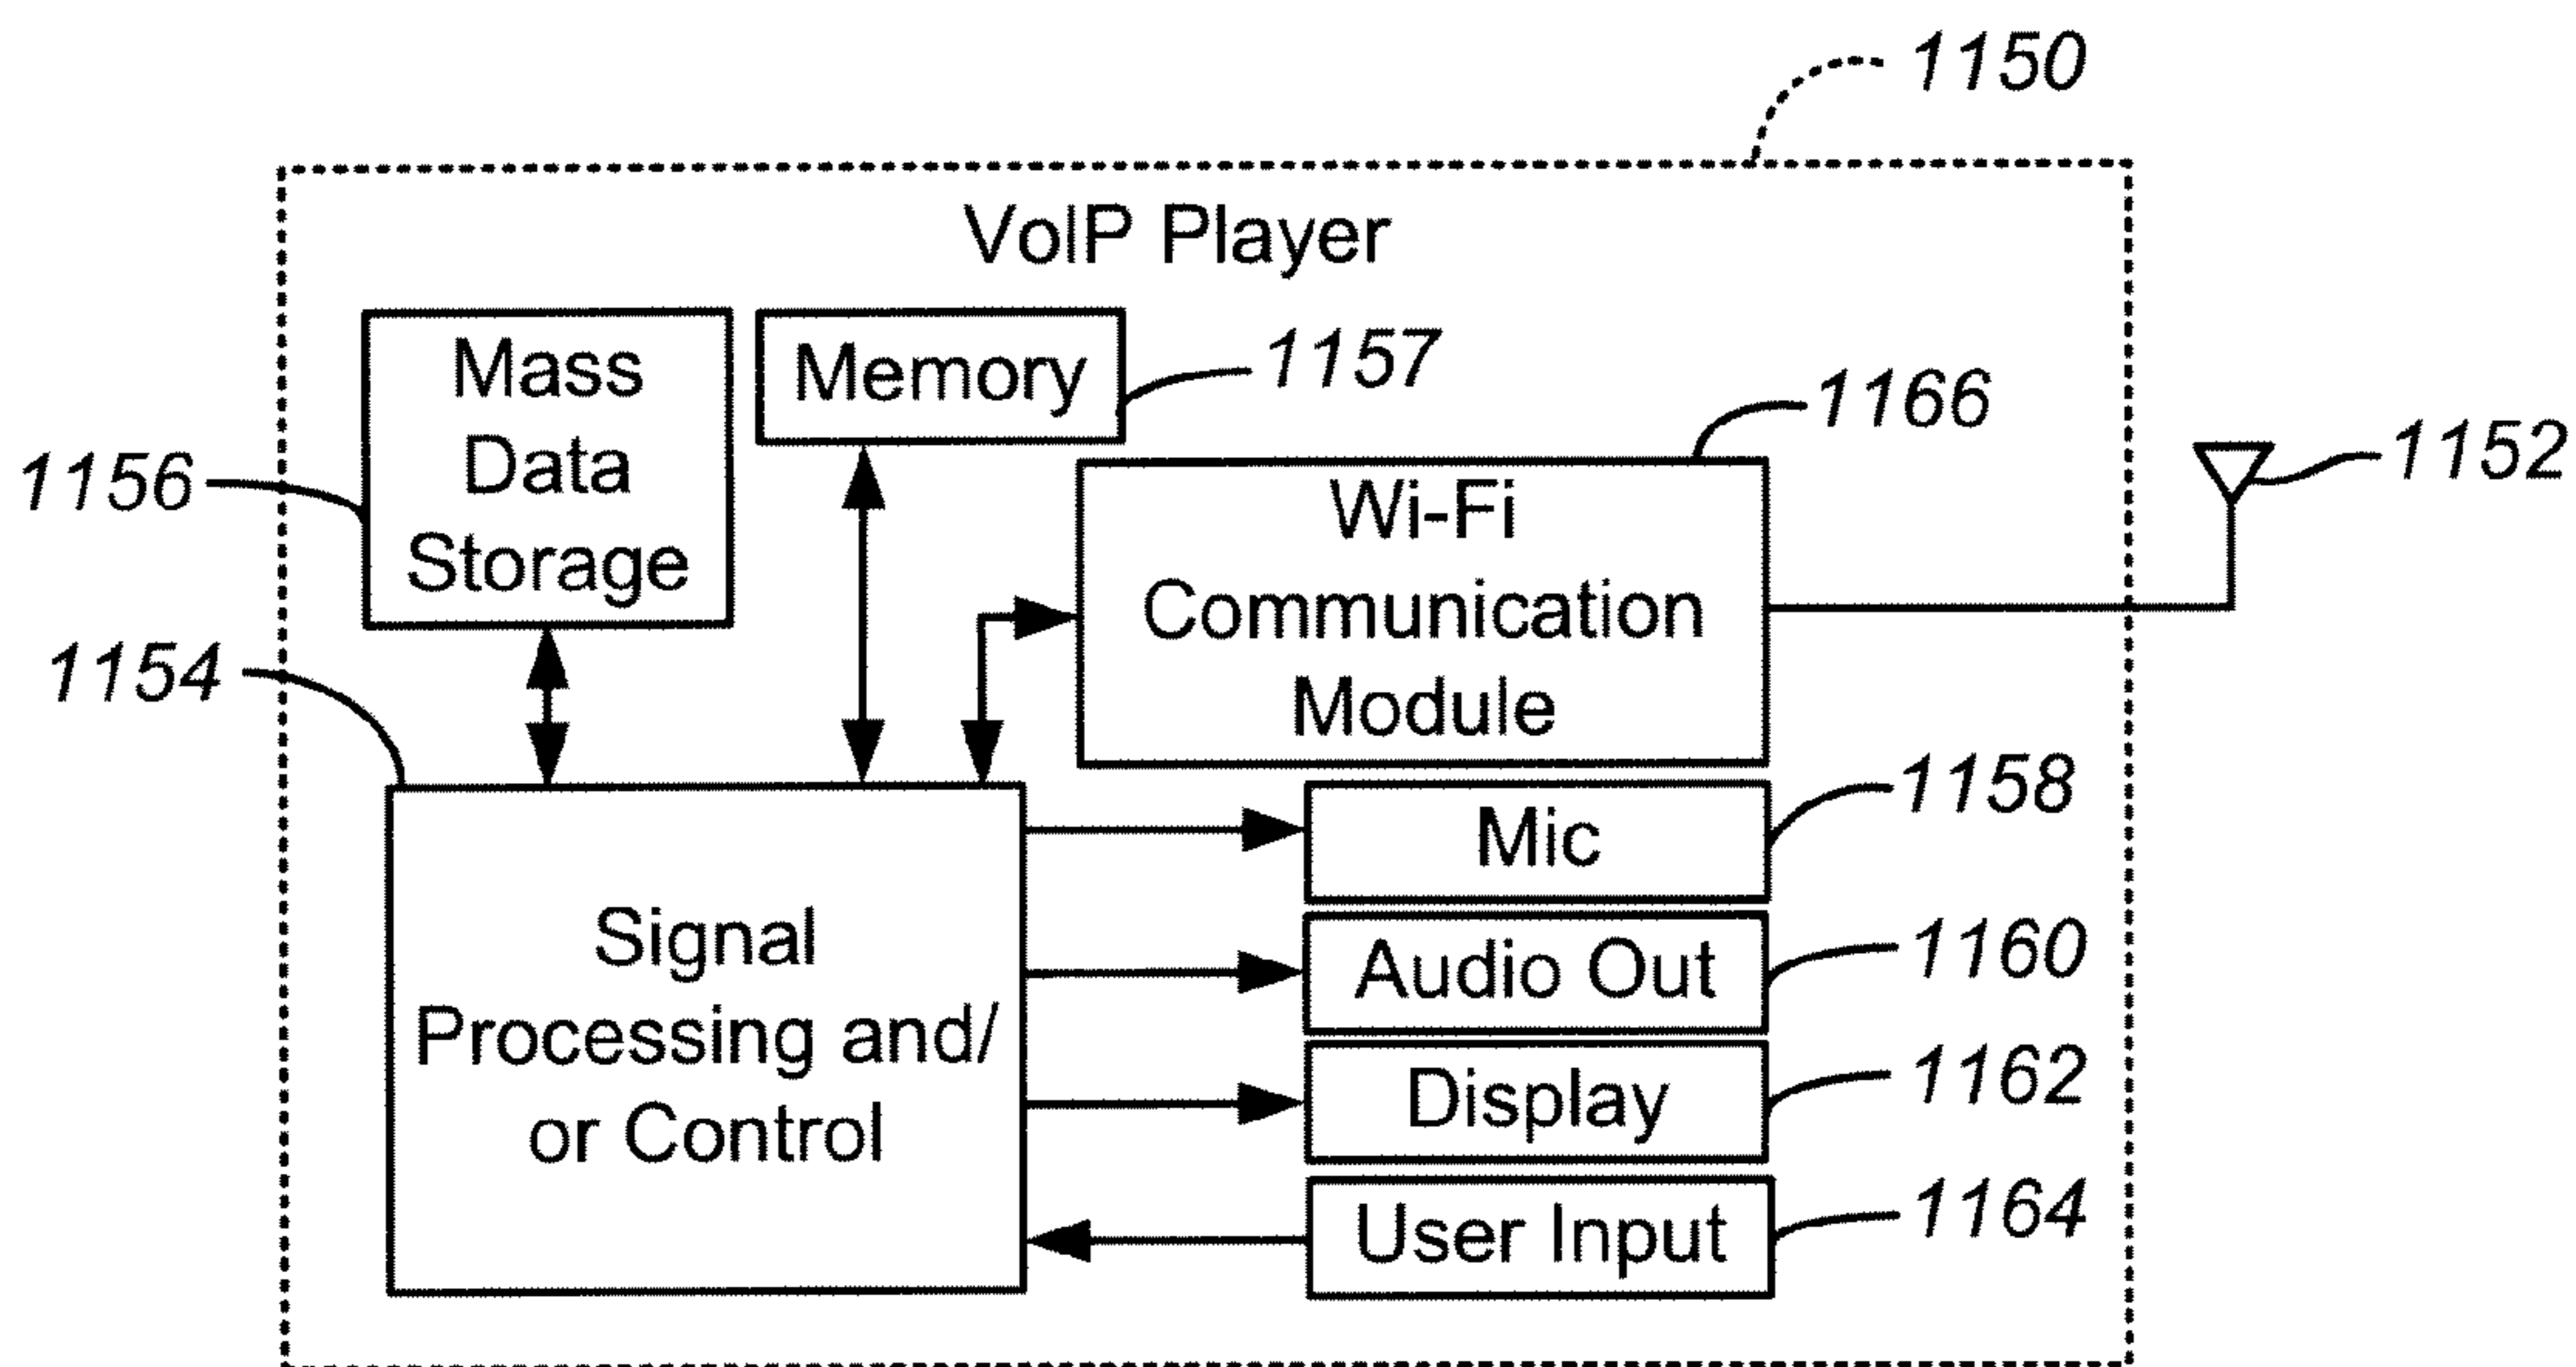 1150
VoIP Player
Mass
Data
Storage
Memory
1157
1166
1156
Wi-Fi
Communication
Module
1152
1154
Signal
Processing and/
or Control
Mic
1158
Audio Out
1160
Display
1162
User Input
1164